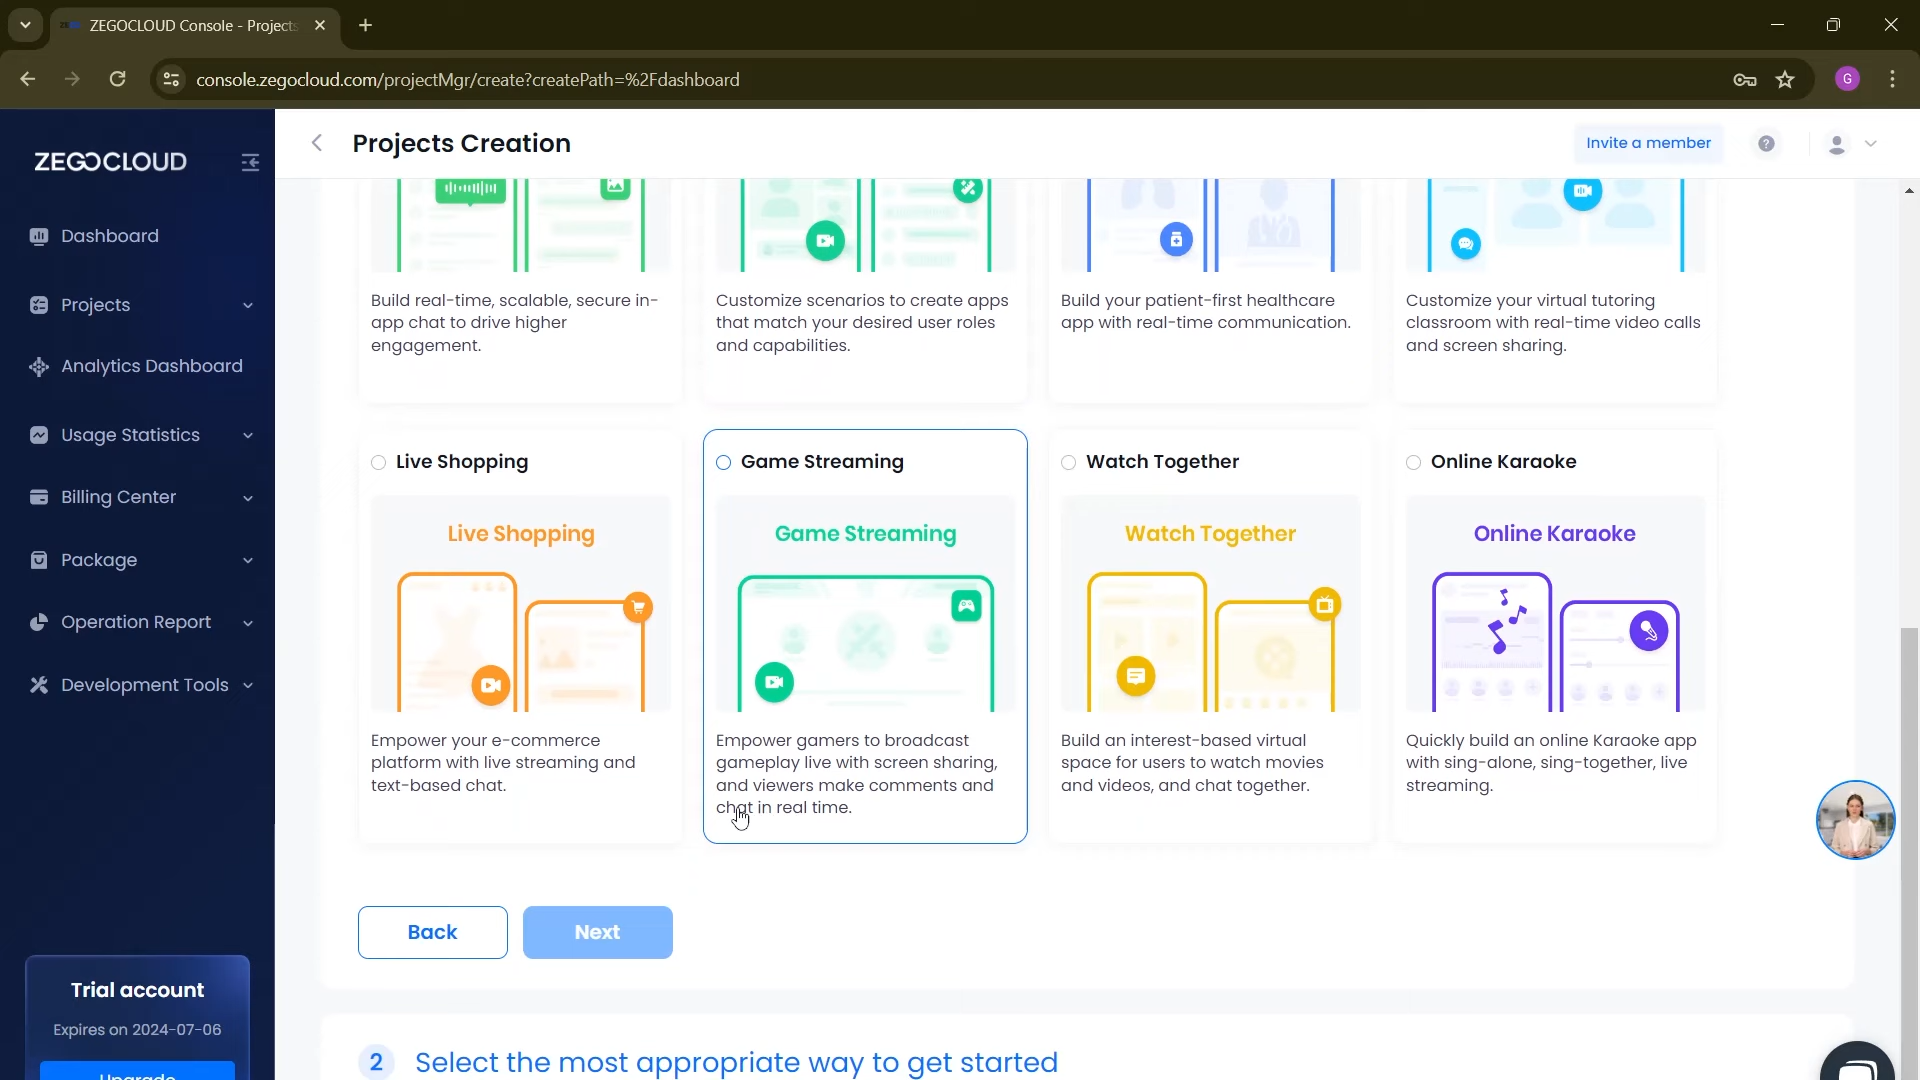 ZEGOCLOUD Console - Projects
console.zegocloud.com/projectMgr/create?createPath=%2Fdashboard
G
ZEGOCLOUD
Projects Creation
Invite a member
?
Dashboard
Projects
Analytics Dashboard
Usage Statistics
Billing Center
Package
Operation Report
Development Tools
Trial account
Expires on 2024-07-06
Upgrade
Build real-time, scalable, secure in-
app chat to drive higher
engagement.
Customize scenarios to create apps
that match your desired user roles
and capabilities.
Build your patient-first healthcare
app with real-time communication.
Customize your virtual tutoring
classroom with real-time video calls
and screen sharing.
Live Shopping
Live Shopping
Empower your e-commerce
platform with live streaming and
text-based chat.
Game Streaming
Game Streaming
Empower gamers to broadcast
gameplay live with screen sharing,
and viewers make comments and
chat in real time.
Watch Together
Watch Together
Build an interest-based virtual
space for users to watch movies
and videos, and chat together.
Online Karaoke
Online Karaoke
Quickly build an online Karaoke app
with sing-alone, sing-together, live
streaming.
Back
Next
2 Select the most appropriate way to get started